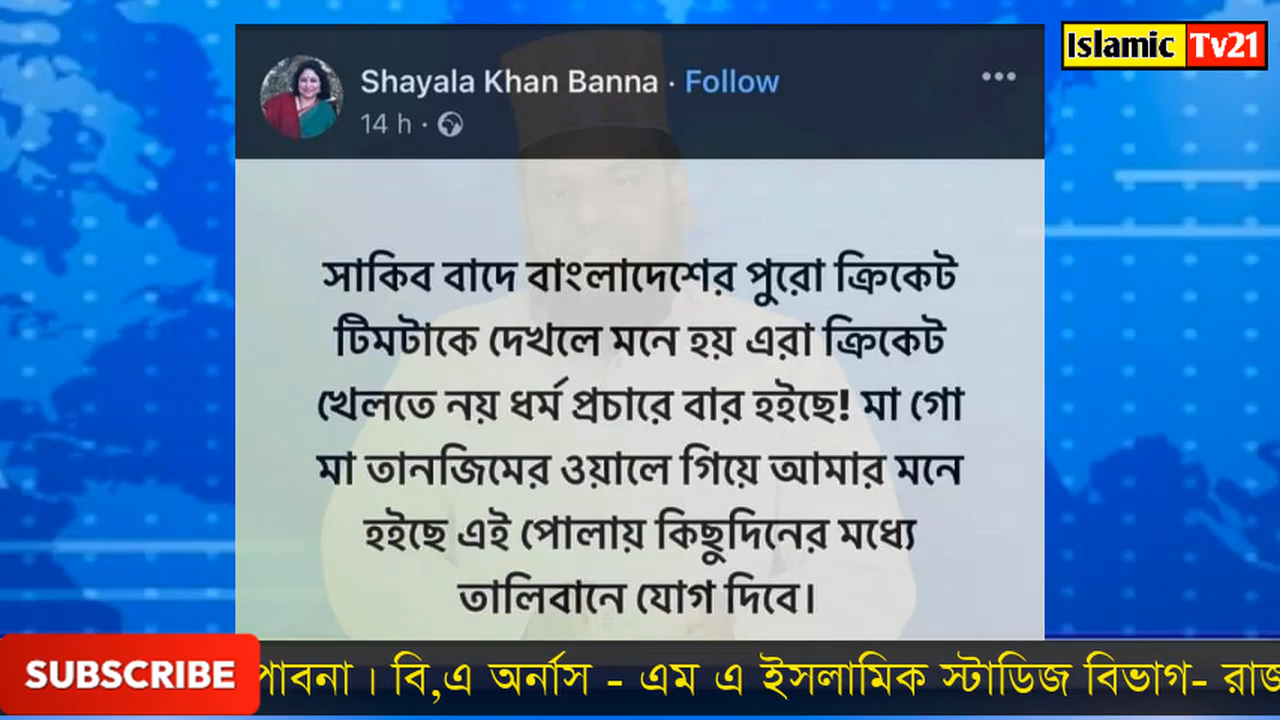 Islamic Tv21
Shayala Khan Banna · Follow
14 h ·
সাকিব বাদে বাংলাদেশের পুরো ক্রিকেট
টিমটাকে দেখলে মনে হয় এরা ক্রিকেট
খেলতে নয় ধর্ম প্রচারে বার হইছে! মা গো
মা তানজিমের ওয়ালে গিয়ে আমার মনে
হইছে এই পোলায় কিছুদিনের মধ্যে
তালিবানে যোগ দিবে।
SUBSCRIBE
পাবনা। বি,এ অর্নাস - এম এ ইসলামিক স্টাডিজ বিভাগ- রাজ